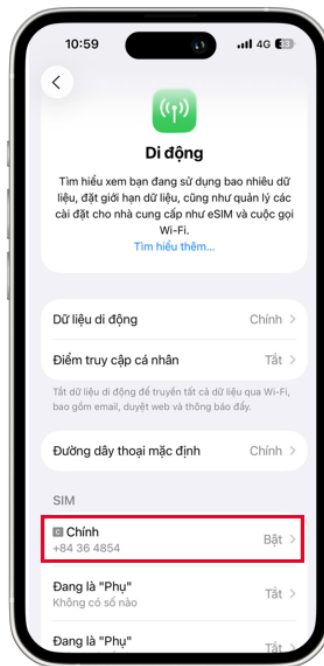 10:59
4G 33
Di động
Tìm hiểu xem bạn đang sử dụng bao nhiêu dữ
liệu, đặt giới hạn dữ liệu, cũng như quản lý các
cài đặt cho nhà cung cấp như eSIM và cuộc gọi
Wi-Fi.
Tìm hiểu thêm...
Dữ liệu di động Chính
Điểm truy cập cá nhân Tắt
Tắt dữ liệu di động để truyền tất cả dữ liệu qua Wi-Fi,
bao gồm email, duyệt web và thông báo đẩy.
Đường dây thoại mặc định Chính
SIM
C Chính
+84 36 4854
Bật
Đang là "Phụ"
Không có số nào
Tắt
Đang là "Phụ"
Tắt